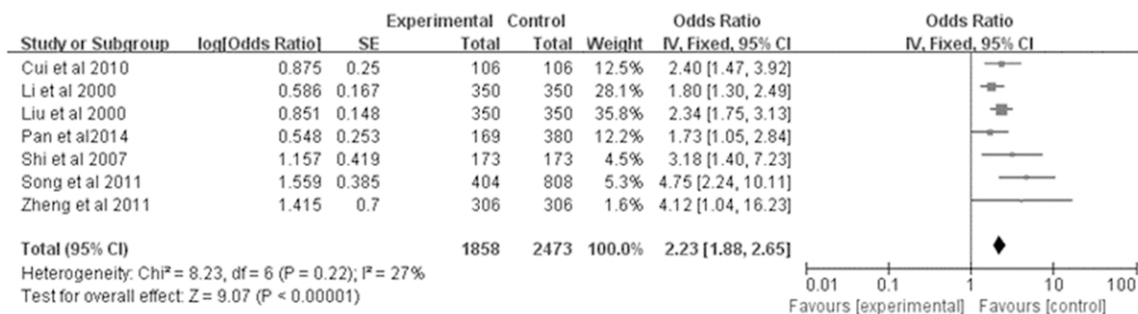 Experimental Control Odds Ratio Odds Ratio
Study or Subgroup log[Odds Ratio] SE Total Total Weight IV, Fixed, 95% CI IV, Fixed, 95% CI
Cui et al 2010 0.875 0.25 106 106 12.5% 2.40 [1.47, 3.92]
Li et al 2000 0.586 0.167 350 350 28.1% 1.80 [1.30, 2.49]
Liu et al 2000 0.851 0.148 350 350 35.8% 2.34 [1.75, 3.13]
Pan et al2014 0.548 0.253 169 380 12.2% 1.73 [1.05, 2.84]
Shi et al 2007 1.157 0.419 173 173 4.5% 3.18 [1.40, 7.23]
Song et al 2011 1.559 0.385 404 808 5.3% 4.75 [2.24, 10.11]
Zheng et al 2011 1.415 0.7 306 306 1.6% 4.12 [1.04, 16.23]
Total (95% CI) 1858 2473 100.0% 2.23 [1.88, 2.65]
Heterogeneity: Chi² = 8.23, df = 6 (P = 0.22); I² = 27%
Test for overall effect: Z = 9.07 (P < 0.00001)
0.01 0.1 1 10 100
Favours [experimental] Favours [control]